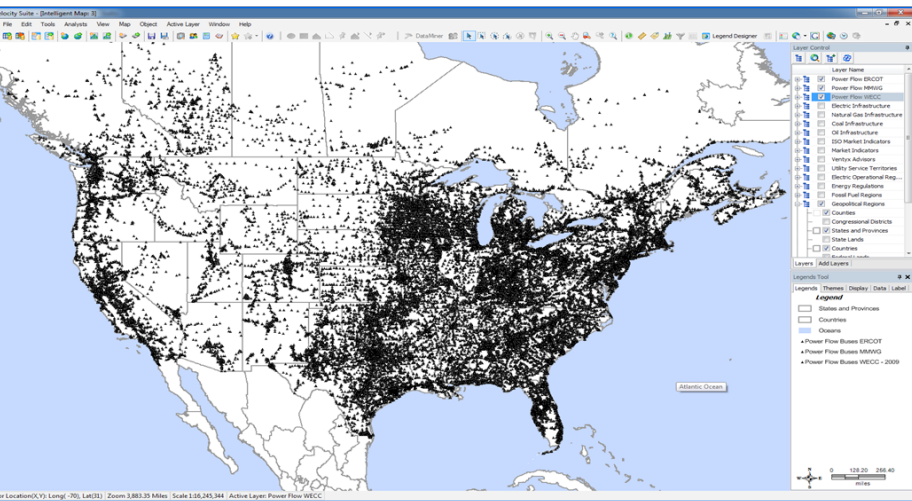 elocity Suite - [Intelligent Map: 3]
File Edit Tools Analysts View Map Object Active Layer Window Help
DataMiner
Legend Designer
Layer Control
Layer Name
Power Flow ERCOT
Power Flow MMWG
Power Flow WECC
Electric Infrastructure
Natural Gas Infrastructure
Coal Infrastructure
Oil Infrastructure
ISO Market Indicators
Market Indicators
Ventyx Advisors
Utility Service Territories
Electric Operational Reg...
Energy Regulations
Fossil Fuel Regions
Geopolitical Regions
Counties
Congressional Districts
States and Provinces
State Lands
Countries
Federal Lands
Layers Add Layers
Legends Tool
Legends Themes Display Data Label
Legend
States and Provinces
Countries
Oceans
Power Flow Buses ERCOT
Power Flow Buses MMWG
Power Flow Buses WECC - 2009
Atlantic Ocean
0 128.20 288.40
miles
or Location(X,Y): Long( -70), Lat(31) Zoom 3,883.35 Miles Scale 1:16,245,344 Active Layer: Power Flow WECC